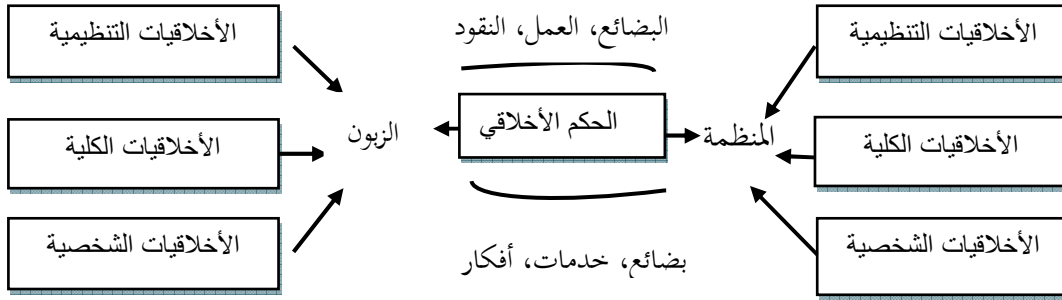 الأخلاقيات التنظيمية
البضائع، العمل، النقود
الأخلاقيات التنظيمية
الأخلاقيات الكلية
المنظمة
الحكم الأخلاقي
الزبون
الأخلاقيات الكلية
الأخلاقيات الشخصية
بضائع، خدمات، أفكار
الأخلاقيات الشخصية